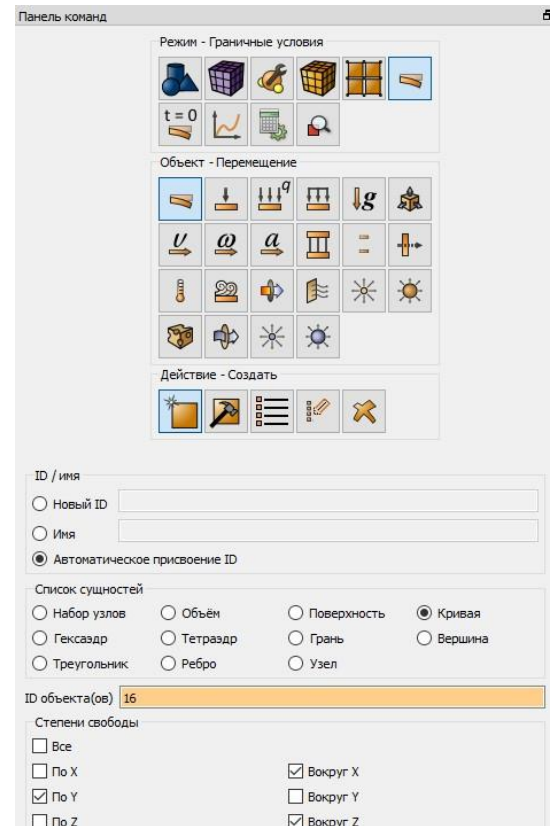 Панель команд
Режим - Граничные условия
t = 0
Объект - Перемещение
q
g
υ ω a
Действие - Создать
ID / имя
Новый ID
Имя
Автоматическое присвоение ID
Список сущностей
Набор узлов Объём Поверхность Кривая
Гексаэдр Тетраэдр Грань Вершина
Треугольник Ребро Узел
ID объекта(ов) 16
Степени свободы
Все
По X Вокруг X
По Y Вокруг Y
По Z Вокруг Z